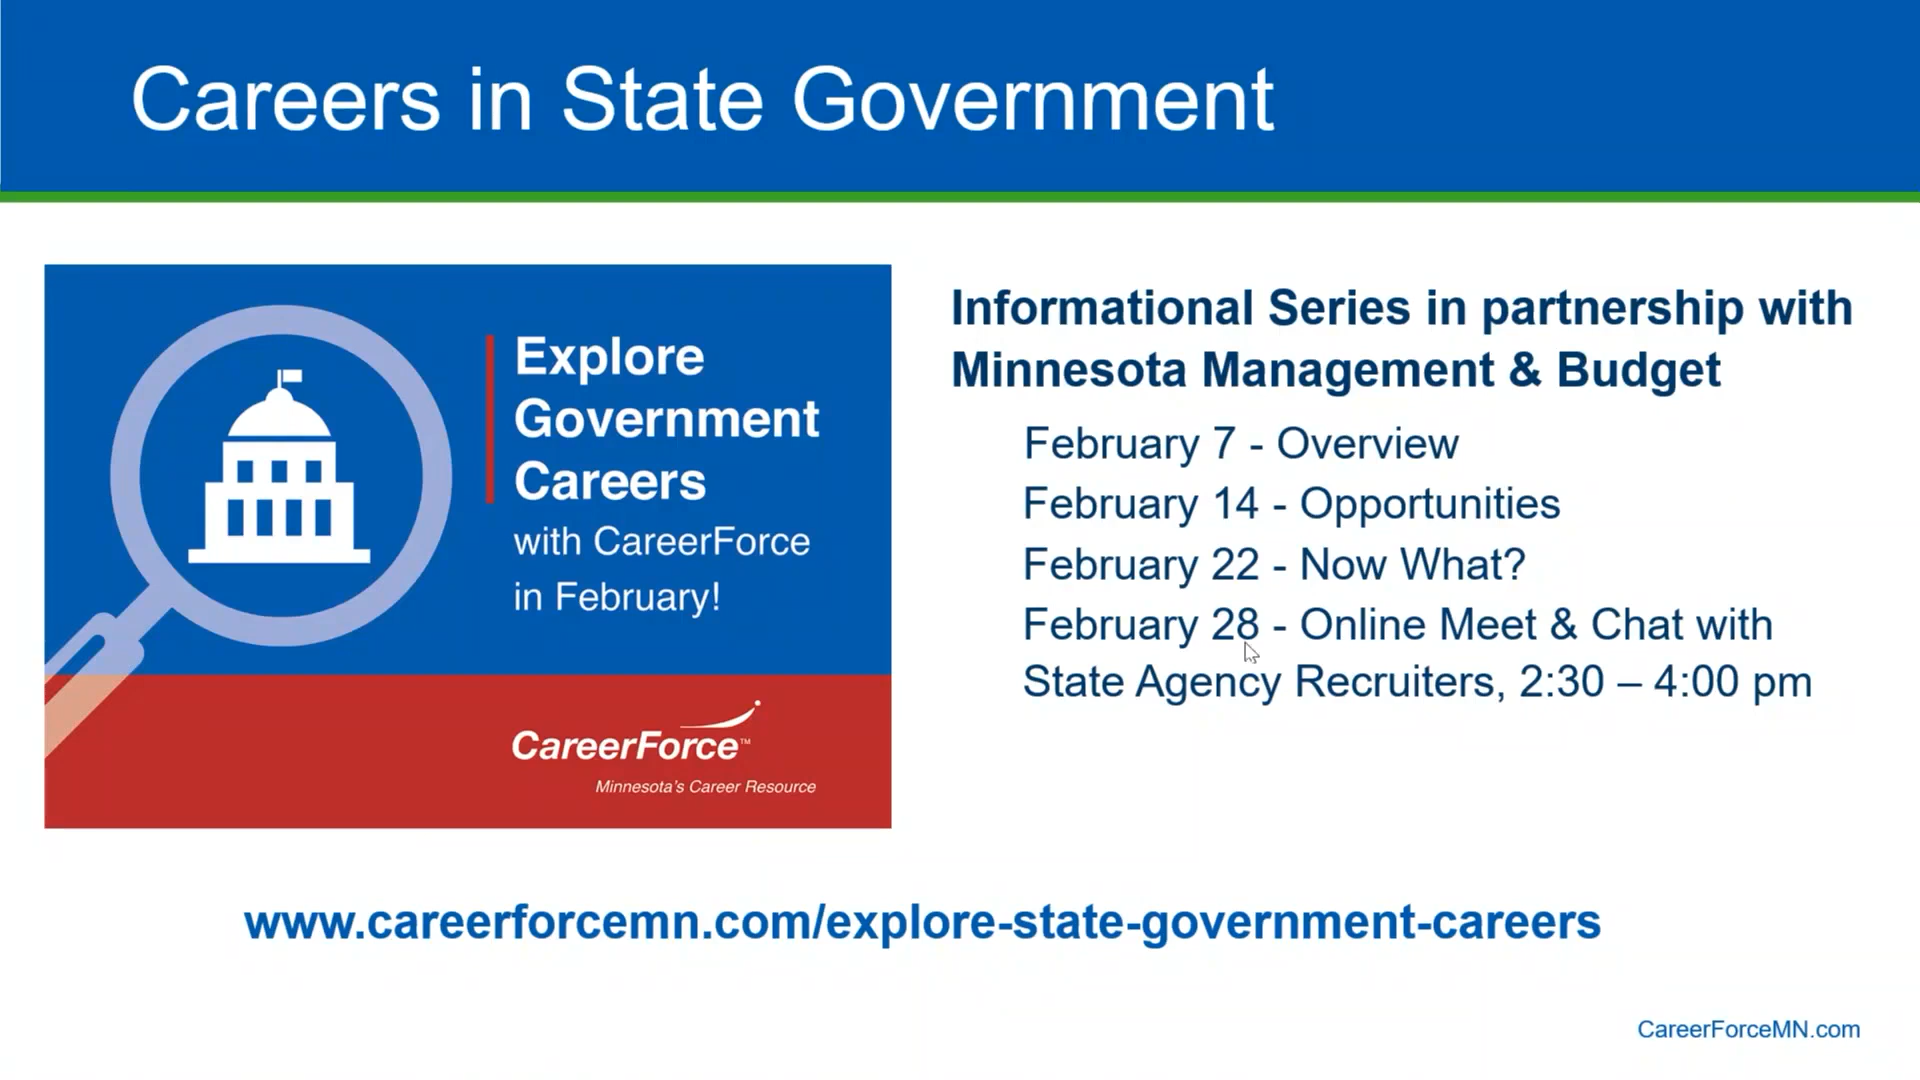 Careers in State Government
Explore
Government
Careers
with CareerForce
in February!
CareerForce™
Minnesota's Career Resource
Informational Series in partnership with
Minnesota Management & Budget
February 7 - Overview
February 14 - Opportunities
February 22 - Now What?
February 28 - Online Meet & Chat with
State Agency Recruiters, 2:30 – 4:00 pm
www.careerforcemn.com/explore-state-government-careers
CareerForceMN.com